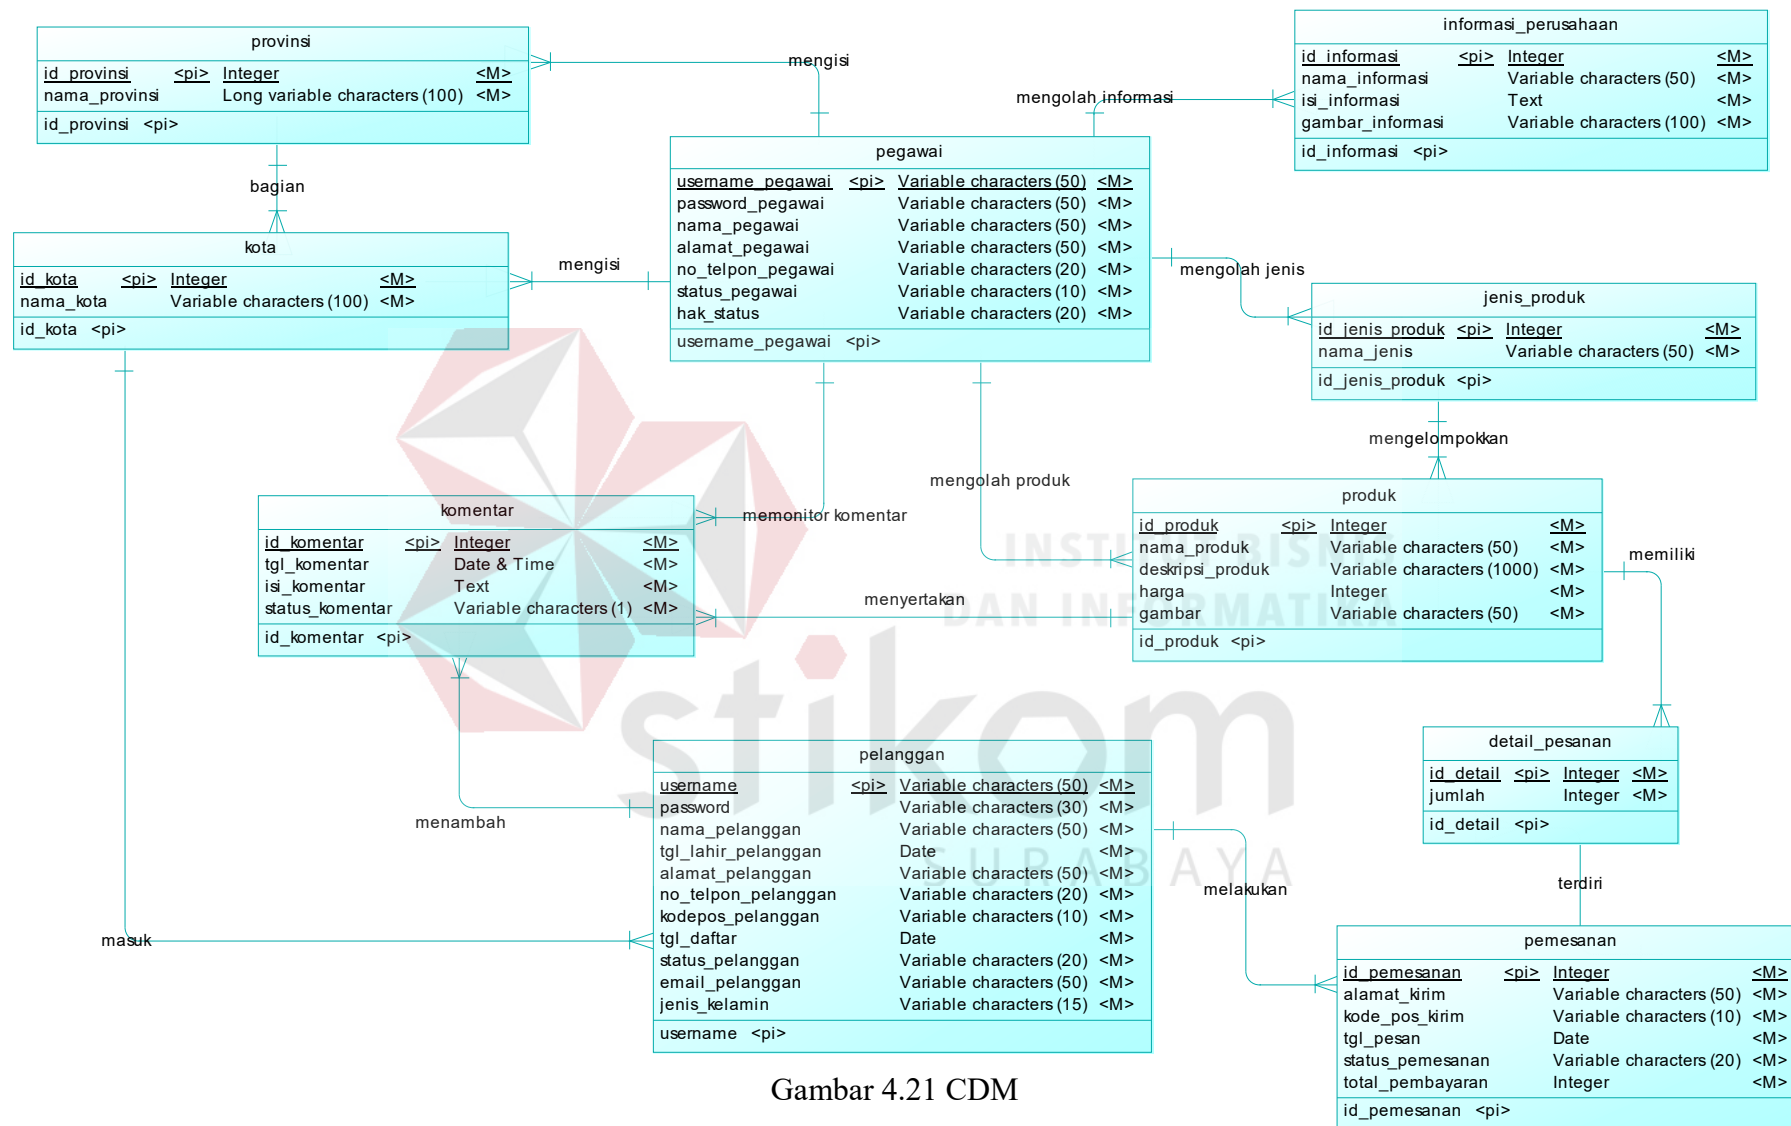 provinsi
id_provinsi <pi> Integer <M>
nama_provinsi Long variable characters (100) <M>
id_provinsi <pi>
mengisi
informasi_perusahaan
id_informasi <pi> Integer <M>
nama_informasi Variable characters (50) <M>
isi_informasi Text <M>
gambar_informasi Variable characters (100) <M>
id_informasi <pi>
mengolah informasi
pegawai
username_pegawai <pi> Variable characters (50) <M>
password_pegawai Variable characters (50) <M>
nama_pegawai Variable characters (50) <M>
alamat_pegawai Variable characters (50) <M>
no_telpon_pegawai Variable characters (20) <M>
status_pegawai Variable characters (10) <M>
hak_status Variable characters (20) <M>
username_pegawai <pi>
bagian
kota
id_kota <pi> Integer <M>
nama_kota Variable characters (100) <M>
id_kota <pi>
mengisi
mengolah jenis
jenis_produk
id_jenis_produk <pi> Integer <M>
nama_jenis Variable characters (50) <M>
id_jenis_produk <pi>
mengelompokkan
mengolah produk
memonitor komentar
komentar
id_komentar <pi> Integer <M>
tgl_komentar Date & Time <M>
isi_komentar Text <M>
status_komentar Variable characters (1) <M>
id_komentar <pi>
menyertakan
produk
id_produk <pi> Integer <M>
nama_produk Variable characters (50) <M>
deskripsi_produk Variable characters (1000) <M>
harga Integer <M>
gambar Variable characters (50) <M>
id_produk <pi>
memiliki
INSTITUT BISNIS
DAN INFORMATIKA
stikom
SURABAYA
detail_pesanan
id_detail <pi> Integer <M>
jumlah Integer <M>
id_detail <pi>
terdiri
menambah
pelanggan
username <pi> Variable characters (50) <M>
password Variable characters (30) <M>
nama_pelanggan Variable characters (50) <M>
tgl_lahir_pelanggan Date <M>
alamat_pelanggan Variable characters (50) <M>
no_telpon_pelanggan Variable characters (20) <M>
kodepos_pelanggan Variable characters (10) <M>
tgl_daftar Date <M>
status_pelanggan Variable characters (20) <M>
email_pelanggan Variable characters (50) <M>
jenis_kelamin Variable characters (15) <M>
username <pi>
melakukan
masuk
pemesanan
id_pemesanan <pi> Integer <M>
alamat_kirim Variable characters (50) <M>
kode_pos_kirim Variable characters (10) <M>
tgl_pesan Date <M>
status_pemesanan Variable characters (20) <M>
total_pembayaran Integer <M>
id_pemesanan <pi>
Gambar 4.21 CDM